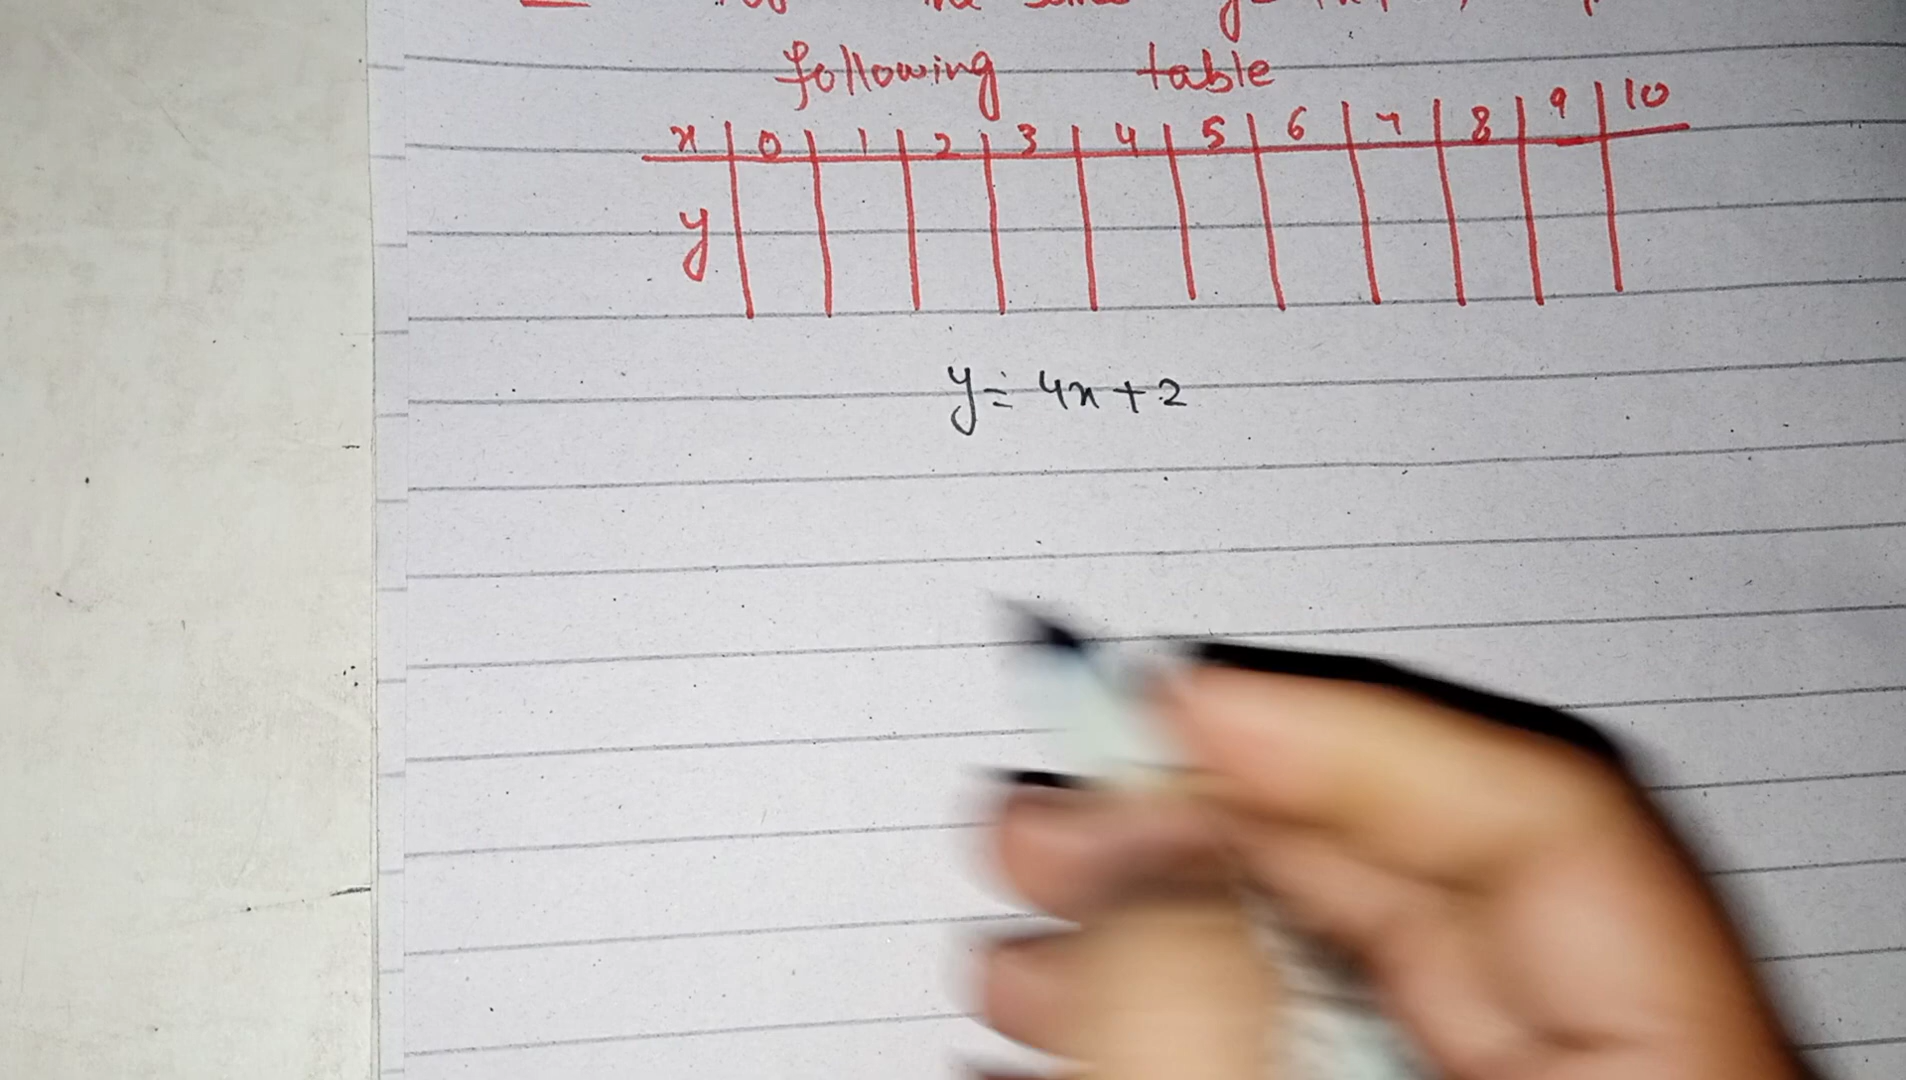 following table
x 0 1 2 3 4 5 6 7 8 9 10
y
y = 4x + 2